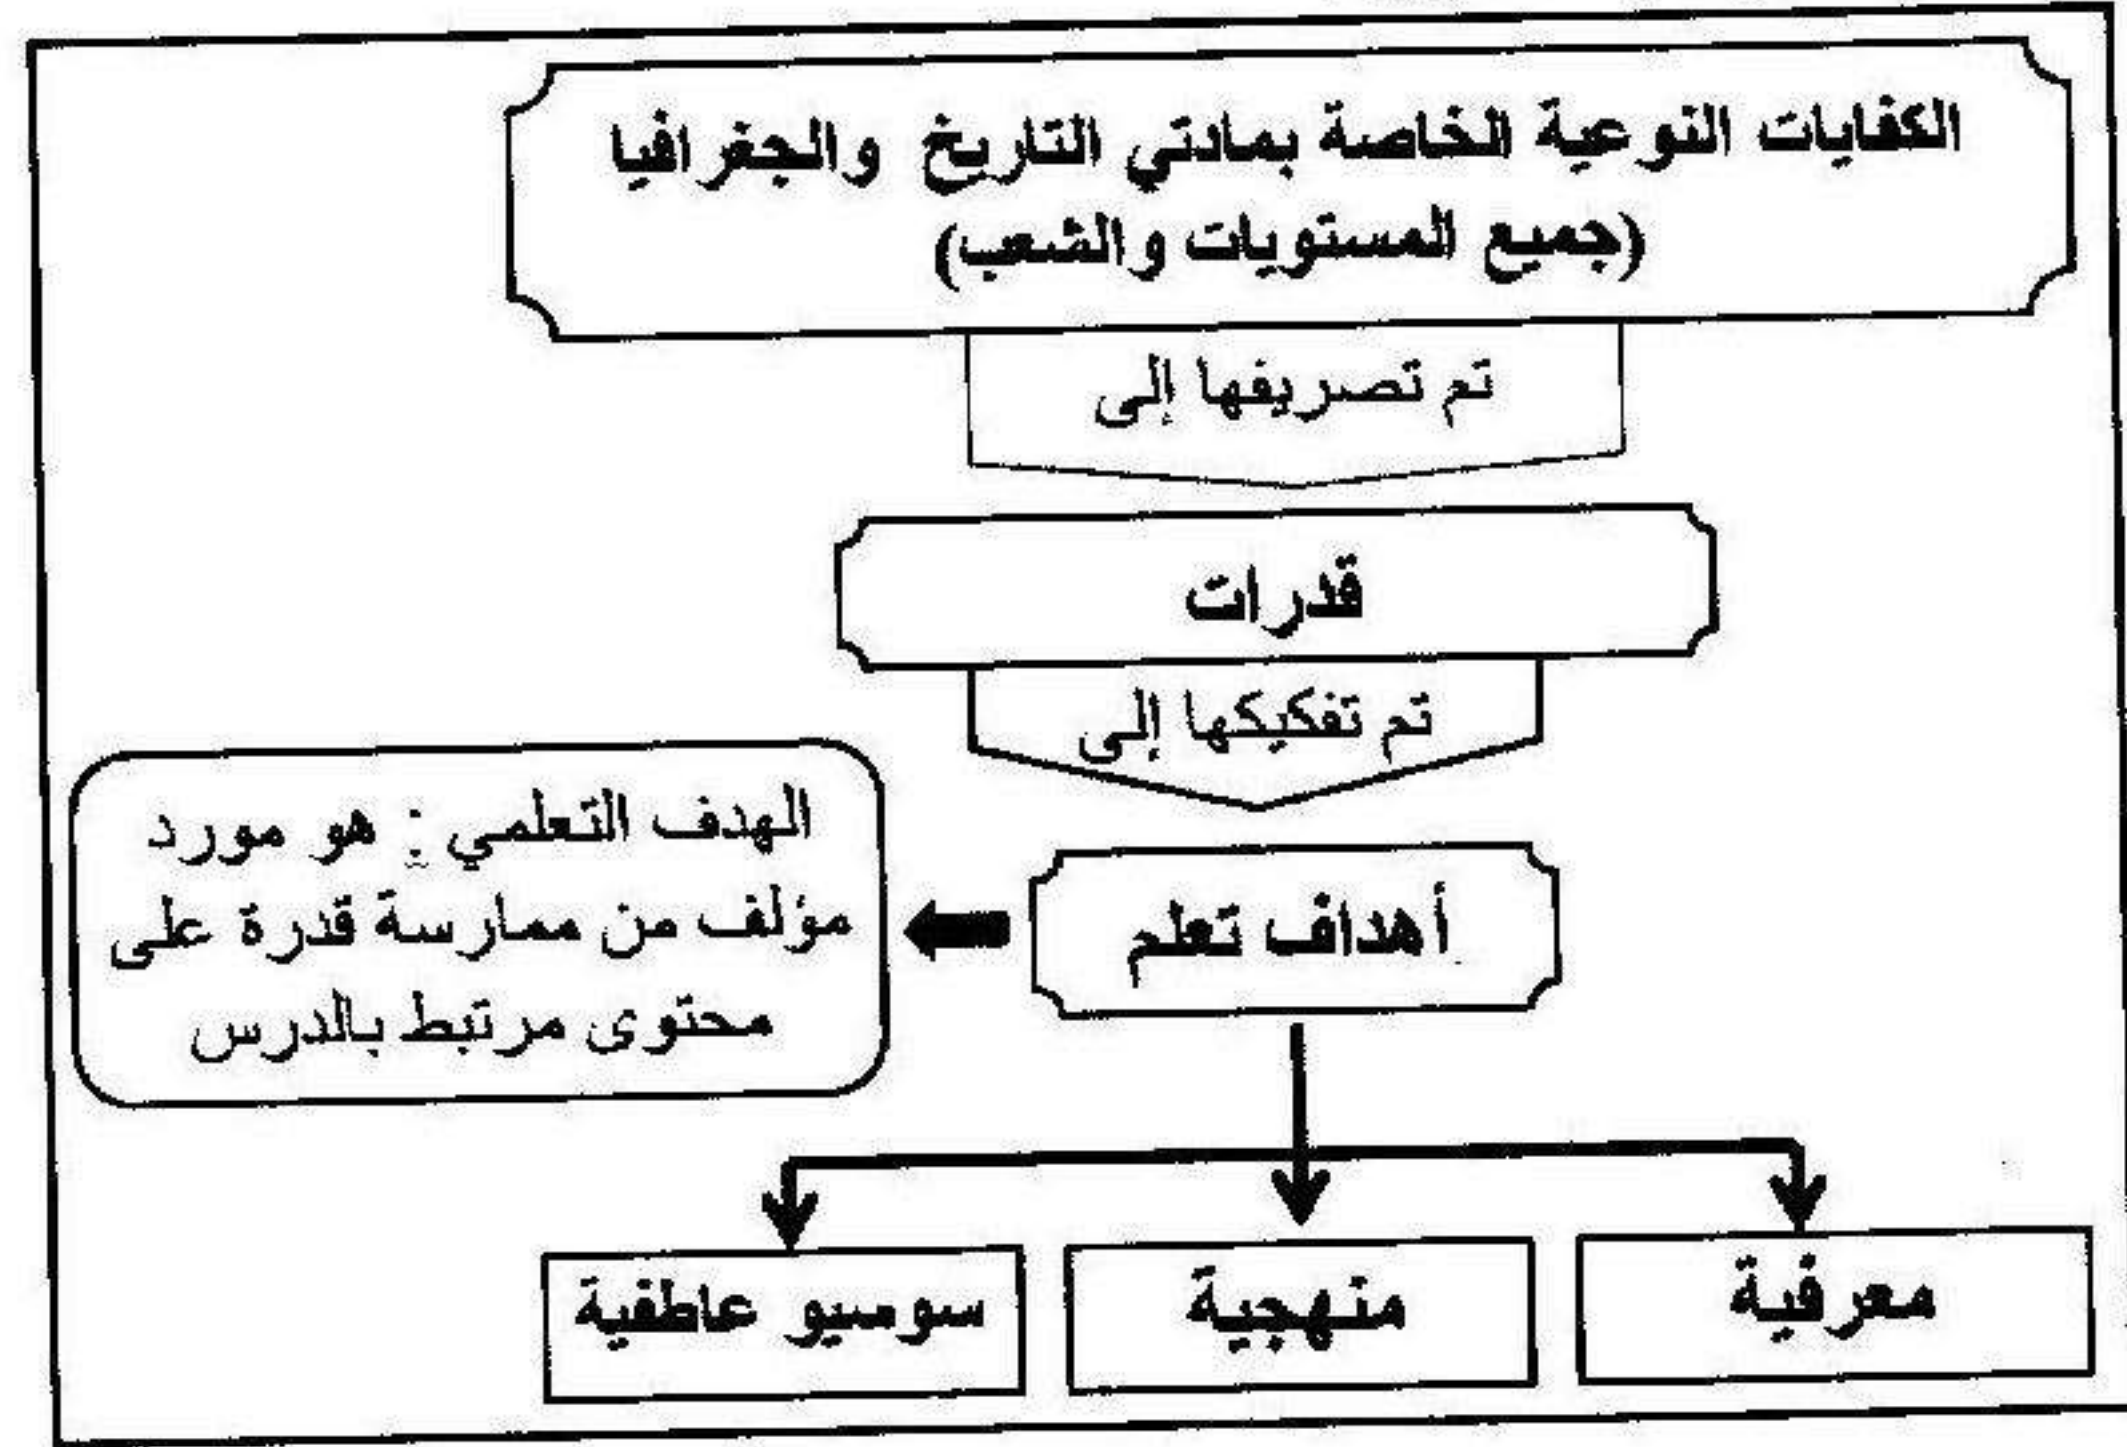 الكفايات النوعية الخاصة بمادتي التاريخ والجغرافيا
(جميع المستويات والشعب)
تم تصريفها إلى
قدرات
تم تفكيكها إلى
أهداف تعلم
الهدف التعلمي : هو مورد
مؤلف من ممارسة قدرة على
محتوى مرتبط بالدرس
معرفية
منهجية
سوسيو عاطفية